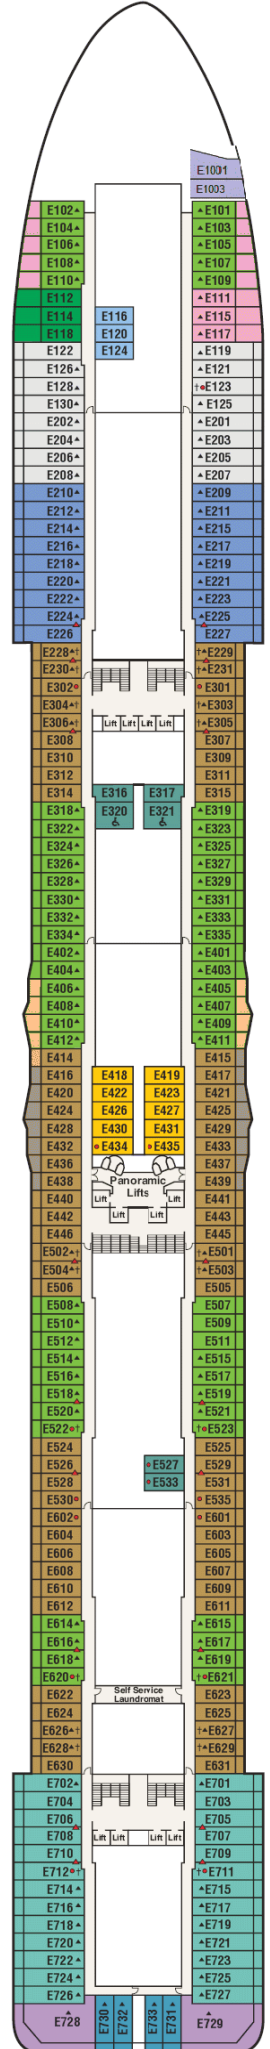 E1001
E1003
E102 E101
E104 E103
E106 E105
E108 E107
E110 E109
E112 E111
E114 E116 E115
E118 E120 E117
E122 E124 E119
E126 E121
E128 †E123
E130 E125
E202 E201
E204 E203
E206 E205
E208 E207
E210 E209
E212 E211
E214 E215
E216 E217
E218 E219
E220 E221
E222 E223
E224 E225
E226 E227
E228† †E229
E230† †E231
E302 E301
E304† †E303
E306† Lift Lift Lift Lift †E305
E308 E307
E310 E309
E312 E311
E314 E316 E317 E315
E318 E320 E321 E319
E322 E323
E324 E325
E326 E327
E328 E329
E330 E331
E332 E333
E334 E335
E402 E401
E404 E403
E406 E405
E408 E407
E410 E409
E412 E411
E414 E415
E416 E418 E419 E417
E420 E422 E423 E421
E424 E426 E427 E425
E428 E430 E431 E429
E432 E434 E435 E433
E436 E437
E438 Panoramic E439
Lifts
E440 Lift Lift E441
E442 Lift Lift E443
E446 E445
E502† †E501
E504† †E503
E506 E505
E508 E507
E510 E509
E512 E511
E514 E515
E516 E517
E518 E519
E520 E521
E522† †E523
E524 E525
E526 E527 E529
E528 E533 E531
E530 E535
E602 E601
E604 E603
E606 E605
E608 E607
E610 E609
E612 E611
E614 E615
E616 E617
E618 E619
E620† †E621
E622 Self Service E623
Laundromat
E624 E625
E626† †E627
E628† †E629
E630 E631
E702 E701
E704 E703
E706 E705
E708 Lift Lift Lift Lift E707
E710 E709
E712† †E711
E714 E715
E716 E717
E718 E719
E720 E721
E722 E723
E724 E725
E726 E727
E728 E730 E732 E733 E731 E729